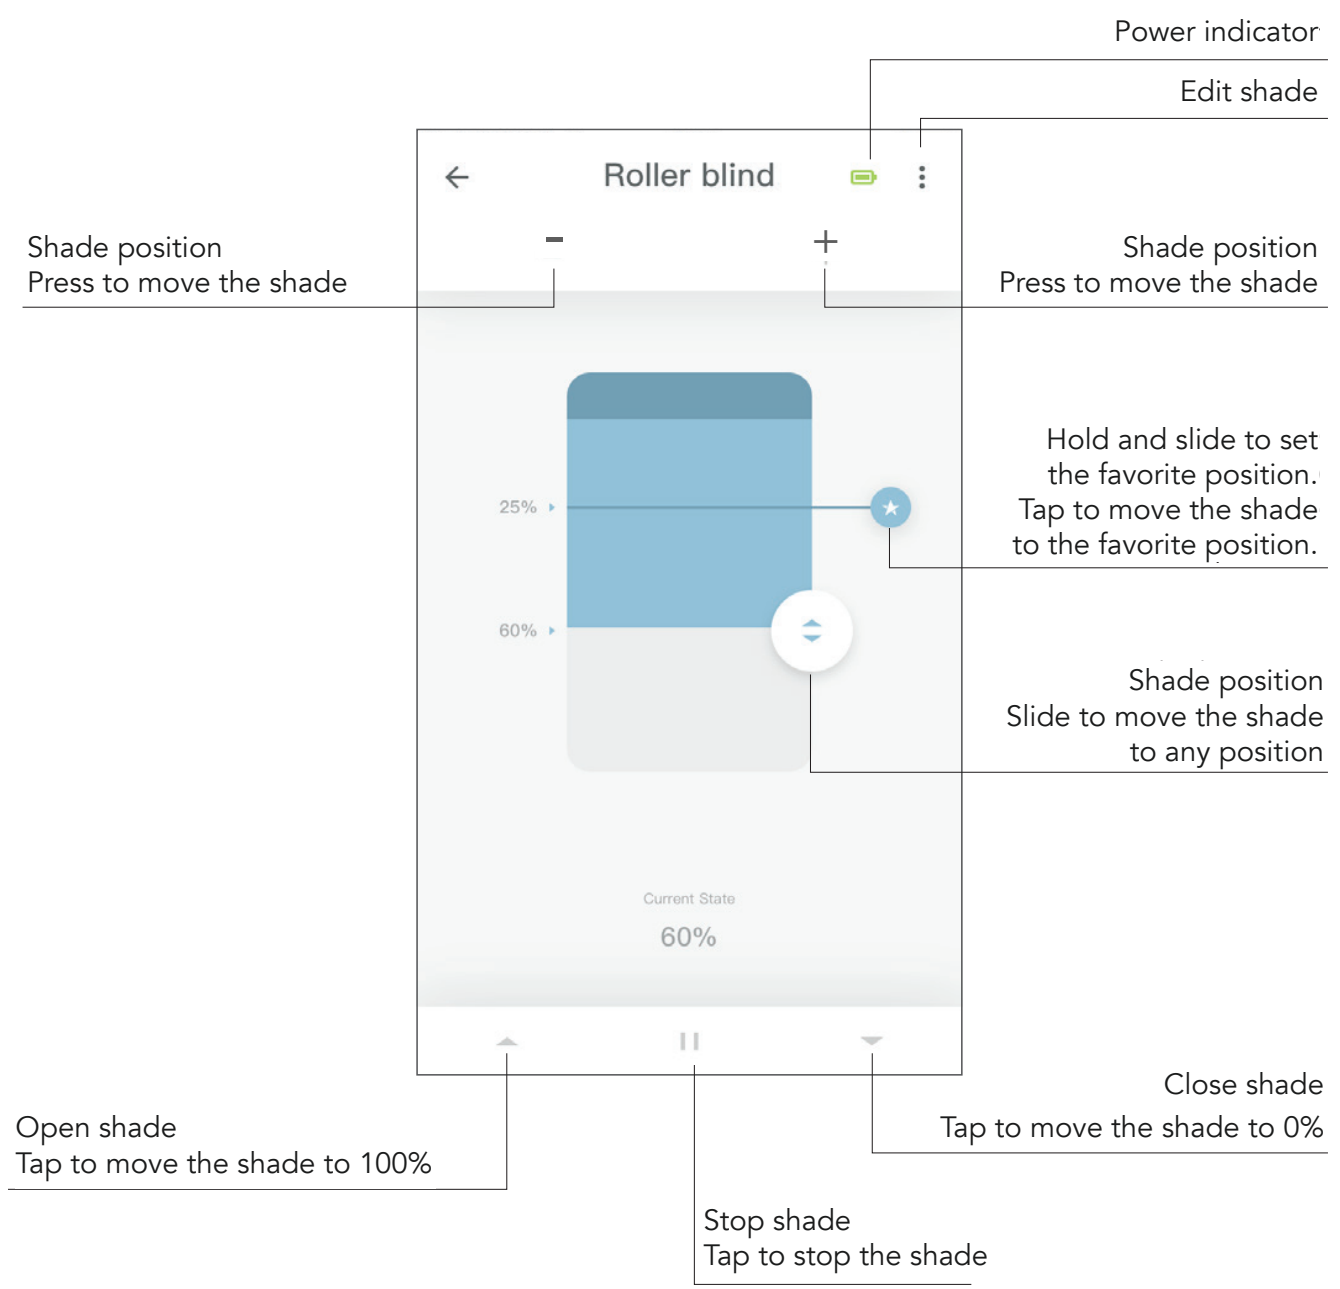 Power indicator
Edit shade
Roller blind
Shade position
Press to move the shade
Shade position
Press to move the shade
Hold and slide to set
the favorite position.
Tap to move the shade
to the favorite position.
25%
60%
Shade position
Slide to move the shade
to any position
Current State
60%
Close shade
Tap to move the shade to 0%
Open shade
Tap to move the shade to 100%
Stop shade
Tap to stop the shade